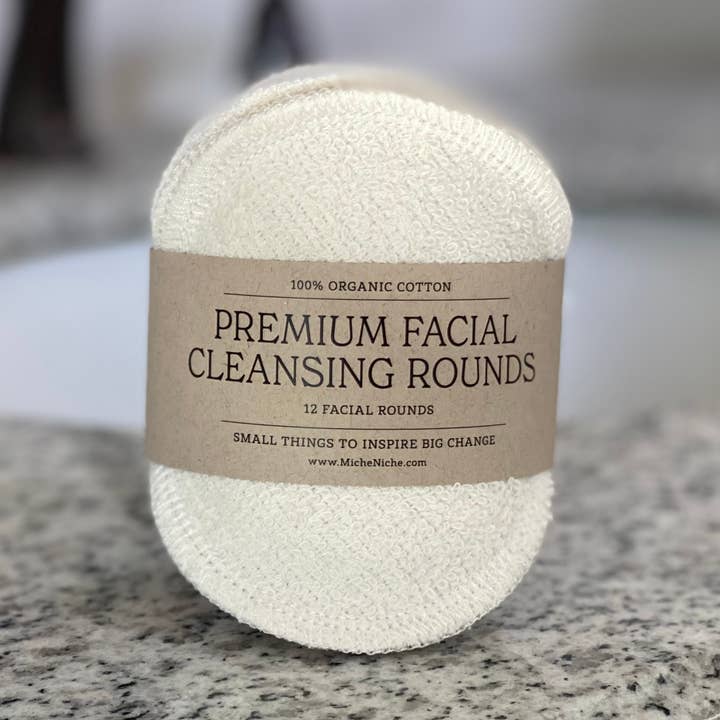 100% ORGANIC COTTON
PREMIUM FACIAL
CLEANSING ROUNDS
12 FACIAL ROUNDS
SMALL THINGS TO INSPIRE BIG CHANGE
www.MicheNiche.com